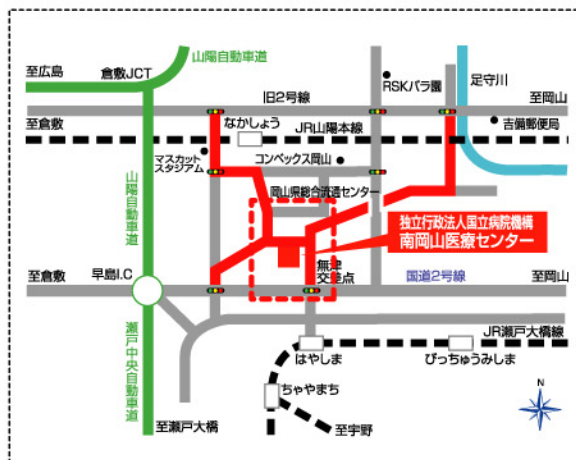 山陽自動車道
至広島
倉敷JCT
足守川
RSKバラ園
旧2号線
至岡山
至倉敷
なかしょう
JR山陽本線
吉備郵便局
マスカット
スタジアム
コンベックス岡山
岡山県総合流通センター
山陽自動車道
独立行政法人国立病院機構
南岡山医療センター
無津
交差点
至倉敷
早島I.C
国道2号線
至岡山
JR瀬戸大橋線
はやしま
びっちゅうみしま
瀬戸中央自動車道
ちゃやまち
至瀬戸大橋
至宇野
N